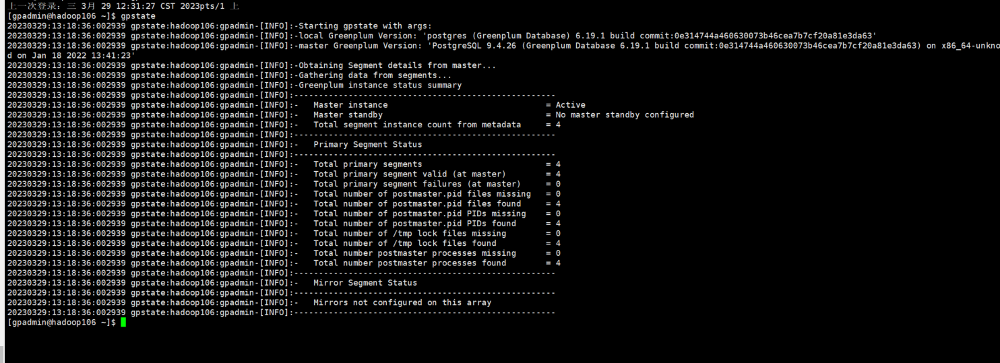 上一次登录：三 3月 29 12:31:27 CST 2023pts/1 上
[gpadmin@hadoop106 ~]$ gpstate
20230329:13:18:36:002939 gpstate:hadoop106:gpadmin-[INFO]:-Starting gpstate with args:
20230329:13:18:36:002939 gpstate:hadoop106:gpadmin-[INFO]:-local Greenplum Version: 'postgres (Greenplum Database) 6.19.1 build commit:0e314744a460630073b46cea7b7cf20a81e3da63'
20230329:13:18:36:002939 gpstate:hadoop106:gpadmin-[INFO]:-master Greenplum Version: 'PostgreSQL 9.4.26 (Greenplum Database 6.19.1 build commit:0e314744a460630073b46cea7b7cf20a81e3da63) on x86_64-unkno
d on Jan 18 2022 13:41:23'
20230329:13:18:36:002939 gpstate:hadoop106:gpadmin-[INFO]:-Obtaining Segment details from master...
20230329:13:18:36:002939 gpstate:hadoop106:gpadmin-[INFO]:-Gathering data from segments...
20230329:13:18:36:002939 gpstate:hadoop106:gpadmin-[INFO]:-Greenplum instance status summary
20230329:13:18:36:002939 gpstate:hadoop106:gpadmin-[INFO]:-----------------------------------------------------
20230329:13:18:36:002939 gpstate:hadoop106:gpadmin-[INFO]:-   Master instance                                = Active
20230329:13:18:36:002939 gpstate:hadoop106:gpadmin-[INFO]:-   Master standby                                 = No master standby configured
20230329:13:18:36:002939 gpstate:hadoop106:gpadmin-[INFO]:-   Total segment instance count from metadata     = 4
20230329:13:18:36:002939 gpstate:hadoop106:gpadmin-[INFO]:-----------------------------------------------------
20230329:13:18:36:002939 gpstate:hadoop106:gpadmin-[INFO]:-   Primary Segment Status
20230329:13:18:36:002939 gpstate:hadoop106:gpadmin-[INFO]:-----------------------------------------------------
20230329:13:18:36:002939 gpstate:hadoop106:gpadmin-[INFO]:-   Total primary segments                         = 4
20230329:13:18:36:002939 gpstate:hadoop106:gpadmin-[INFO]:-   Total primary segment valid (at master)        = 4
20230329:13:18:36:002939 gpstate:hadoop106:gpadmin-[INFO]:-   Total primary segment failures (at master)     = 0
20230329:13:18:36:002939 gpstate:hadoop106:gpadmin-[INFO]:-   Total number of postmaster.pid files missing   = 0
20230329:13:18:36:002939 gpstate:hadoop106:gpadmin-[INFO]:-   Total number of postmaster.pid files found     = 4
20230329:13:18:36:002939 gpstate:hadoop106:gpadmin-[INFO]:-   Total number of postmaster.pid PIDs missing    = 0
20230329:13:18:36:002939 gpstate:hadoop106:gpadmin-[INFO]:-   Total number of postmaster.pid PIDs found      = 4
20230329:13:18:36:002939 gpstate:hadoop106:gpadmin-[INFO]:-   Total number of /tmp lock files missing        = 0
20230329:13:18:36:002939 gpstate:hadoop106:gpadmin-[INFO]:-   Total number of /tmp lock files found          = 4
20230329:13:18:36:002939 gpstate:hadoop106:gpadmin-[INFO]:-   Total number postmaster processes missing      = 0
20230329:13:18:36:002939 gpstate:hadoop106:gpadmin-[INFO]:-   Total number postmaster processes found        = 4
20230329:13:18:36:002939 gpstate:hadoop106:gpadmin-[INFO]:-----------------------------------------------------
20230329:13:18:36:002939 gpstate:hadoop106:gpadmin-[INFO]:-   Mirror Segment Status
20230329:13:18:36:002939 gpstate:hadoop106:gpadmin-[INFO]:-----------------------------------------------------
20230329:13:18:36:002939 gpstate:hadoop106:gpadmin-[INFO]:-   Mirrors not configured on this array
20230329:13:18:36:002939 gpstate:hadoop106:gpadmin-[INFO]:-----------------------------------------------------
[gpadmin@hadoop106 ~]$